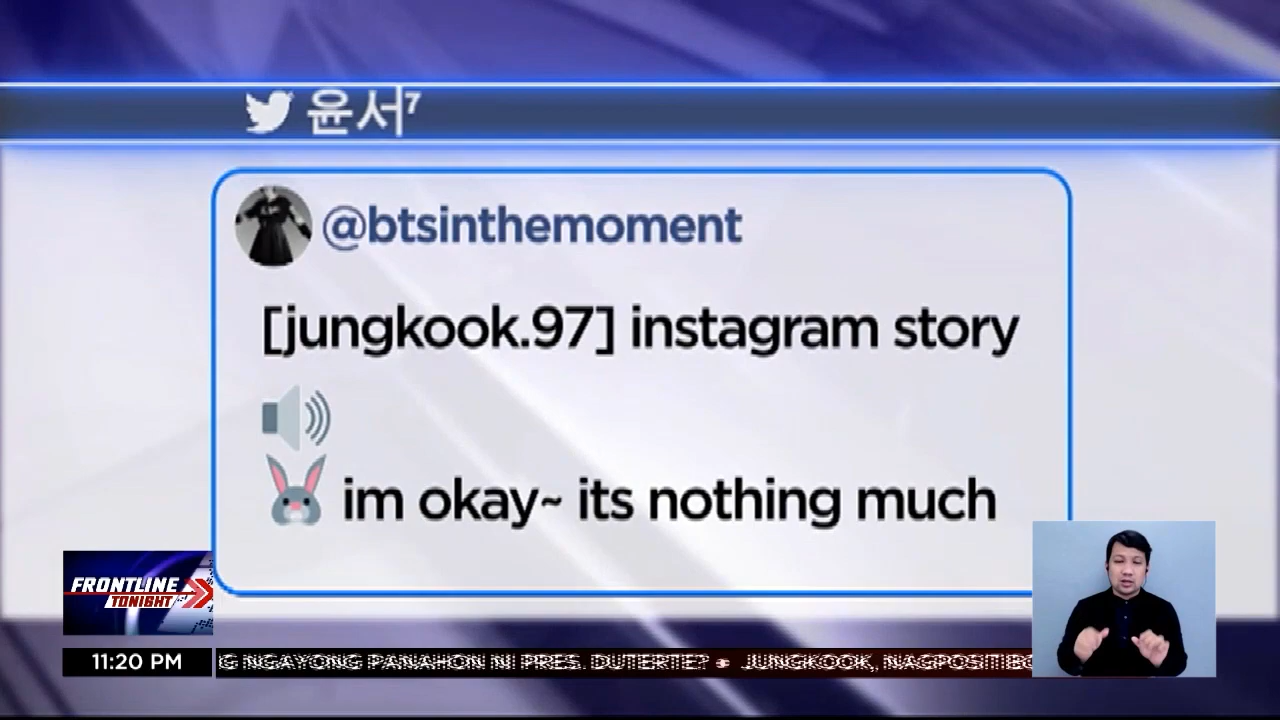 윤서⁷
@btsinthemoment
[jungkook.97] instagram story
im okay~ its nothing much
FRONTLINE
TONIGHT
11:20 PM
G NGAYONG PANAHON NI PRES. DUTERTE? JUNGKOOK, NAGPOSITIBO